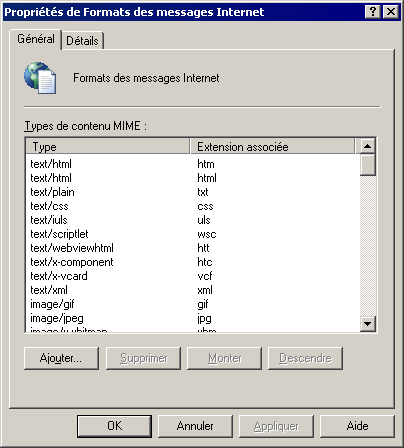 Propriétés de Formats des messages Internet
Général Détails
Formats des messages Internet
Types de contenu MIME :
Type Extension associée
text/html htm
text/html html
text/plain txt
text/css css
text/iuls uls
text/scriptlet wsc
text/webviewhtml htt
text/x-component htc
text/x-vcard vcf
text/xml xml
image/gif gif
image/jpeg jpg
Ajouter... Supprimer Monter Descendre
OK Annuler Appliquer Aide